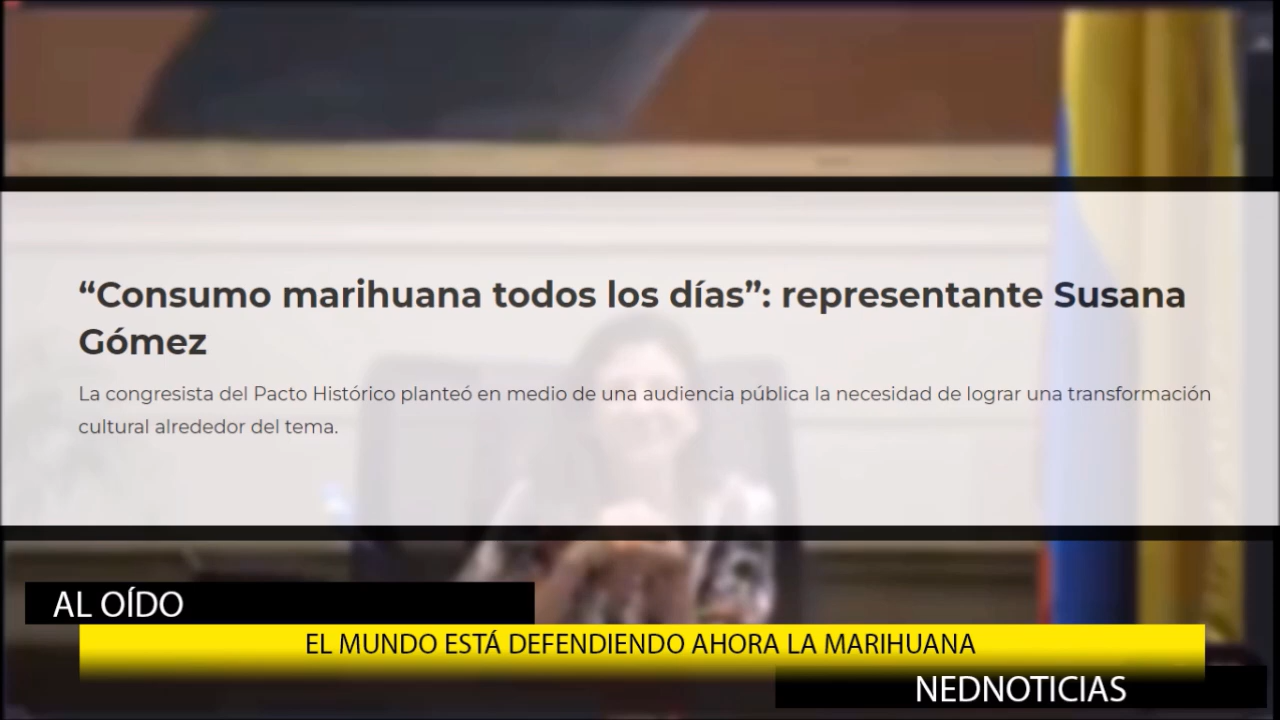 “Consumo marihuana todos los días”: representante Susana
Gómez
La congresista del Pacto Histórico planteó en medio de una audiencia pública la necesidad de lograr una transformación
cultural alrededor del tema.
AL OÍDO
EL MUNDO ESTÁ DEFENDIENDO AHORA LA MARIHUANA
NEDNOTICIAS